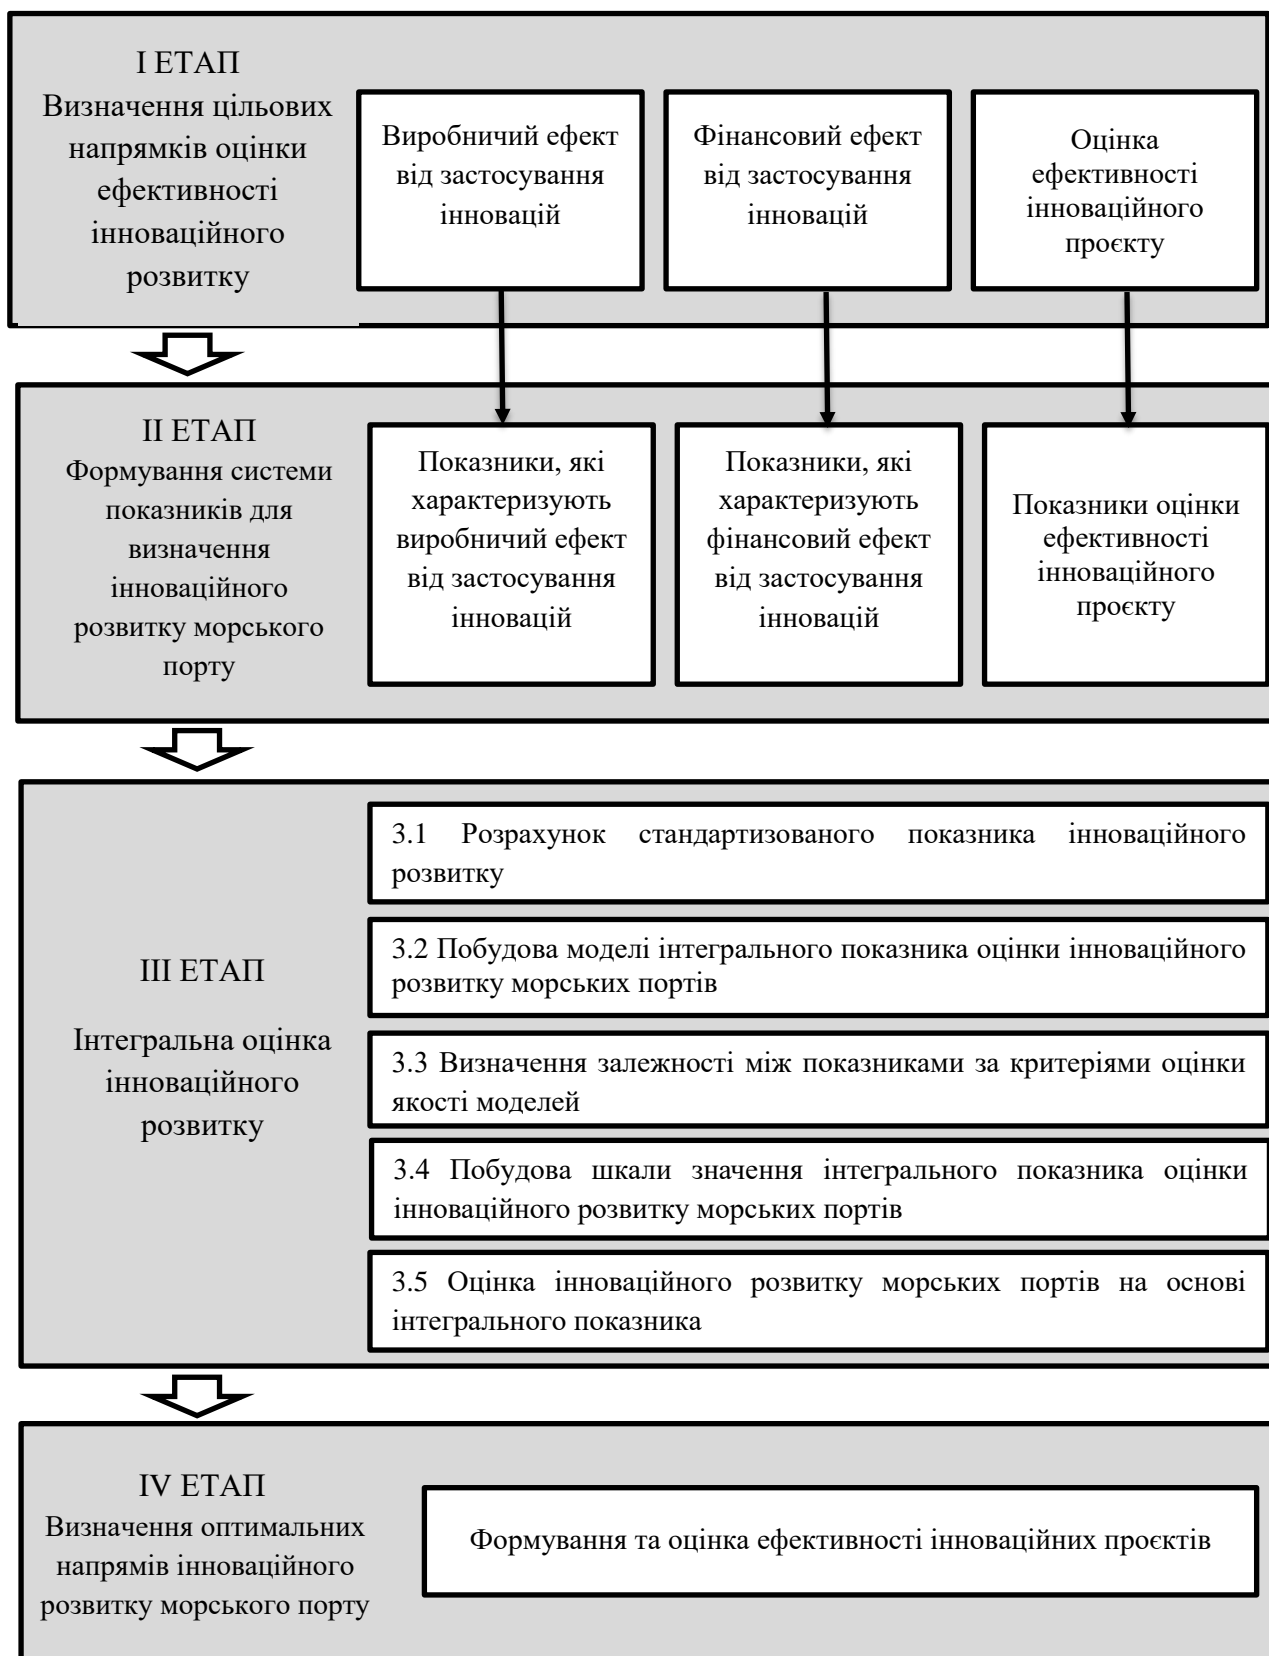 І ЕТАП
Визначення цільових
напрямків оцінки
ефективності
інноваційного
розвитку
Виробничий ефект
від застосування
інновацій
Фінансовий ефект
від застосування
інновацій
Оцінка
ефективності
інноваційного
проєкту
ІІ ЕТАП
Формування системи
показників для
визначення
інноваційного
розвитку морського
порту
Показники, які
характеризують
виробничий ефект
від застосування
інновацій
Показники, які
характеризують
фінансовий ефект
від застосування
інновацій
Показники оцінки
ефективності
інноваційного
проєкту
ІІІ ЕТАП
Інтегральна оцінка
інноваційного
розвитку
3.1 Розрахунок стандартизованого показника інноваційного
розвитку
3.2 Побудова моделі інтегрального показника оцінки інноваційного
розвитку морських портів
3.3 Визначення залежності між показниками за критеріями оцінки
якості моделей
3.4 Побудова шкали значення інтегрального показника оцінки
інноваційного розвитку морських портів
3.5 Оцінка інноваційного розвитку морських портів на основі
інтегрального показника
IV ЕТАП
Визначення оптимальних
напрямів інноваційного
розвитку морського порту
Формування та оцінка ефективності інноваційних проєктів